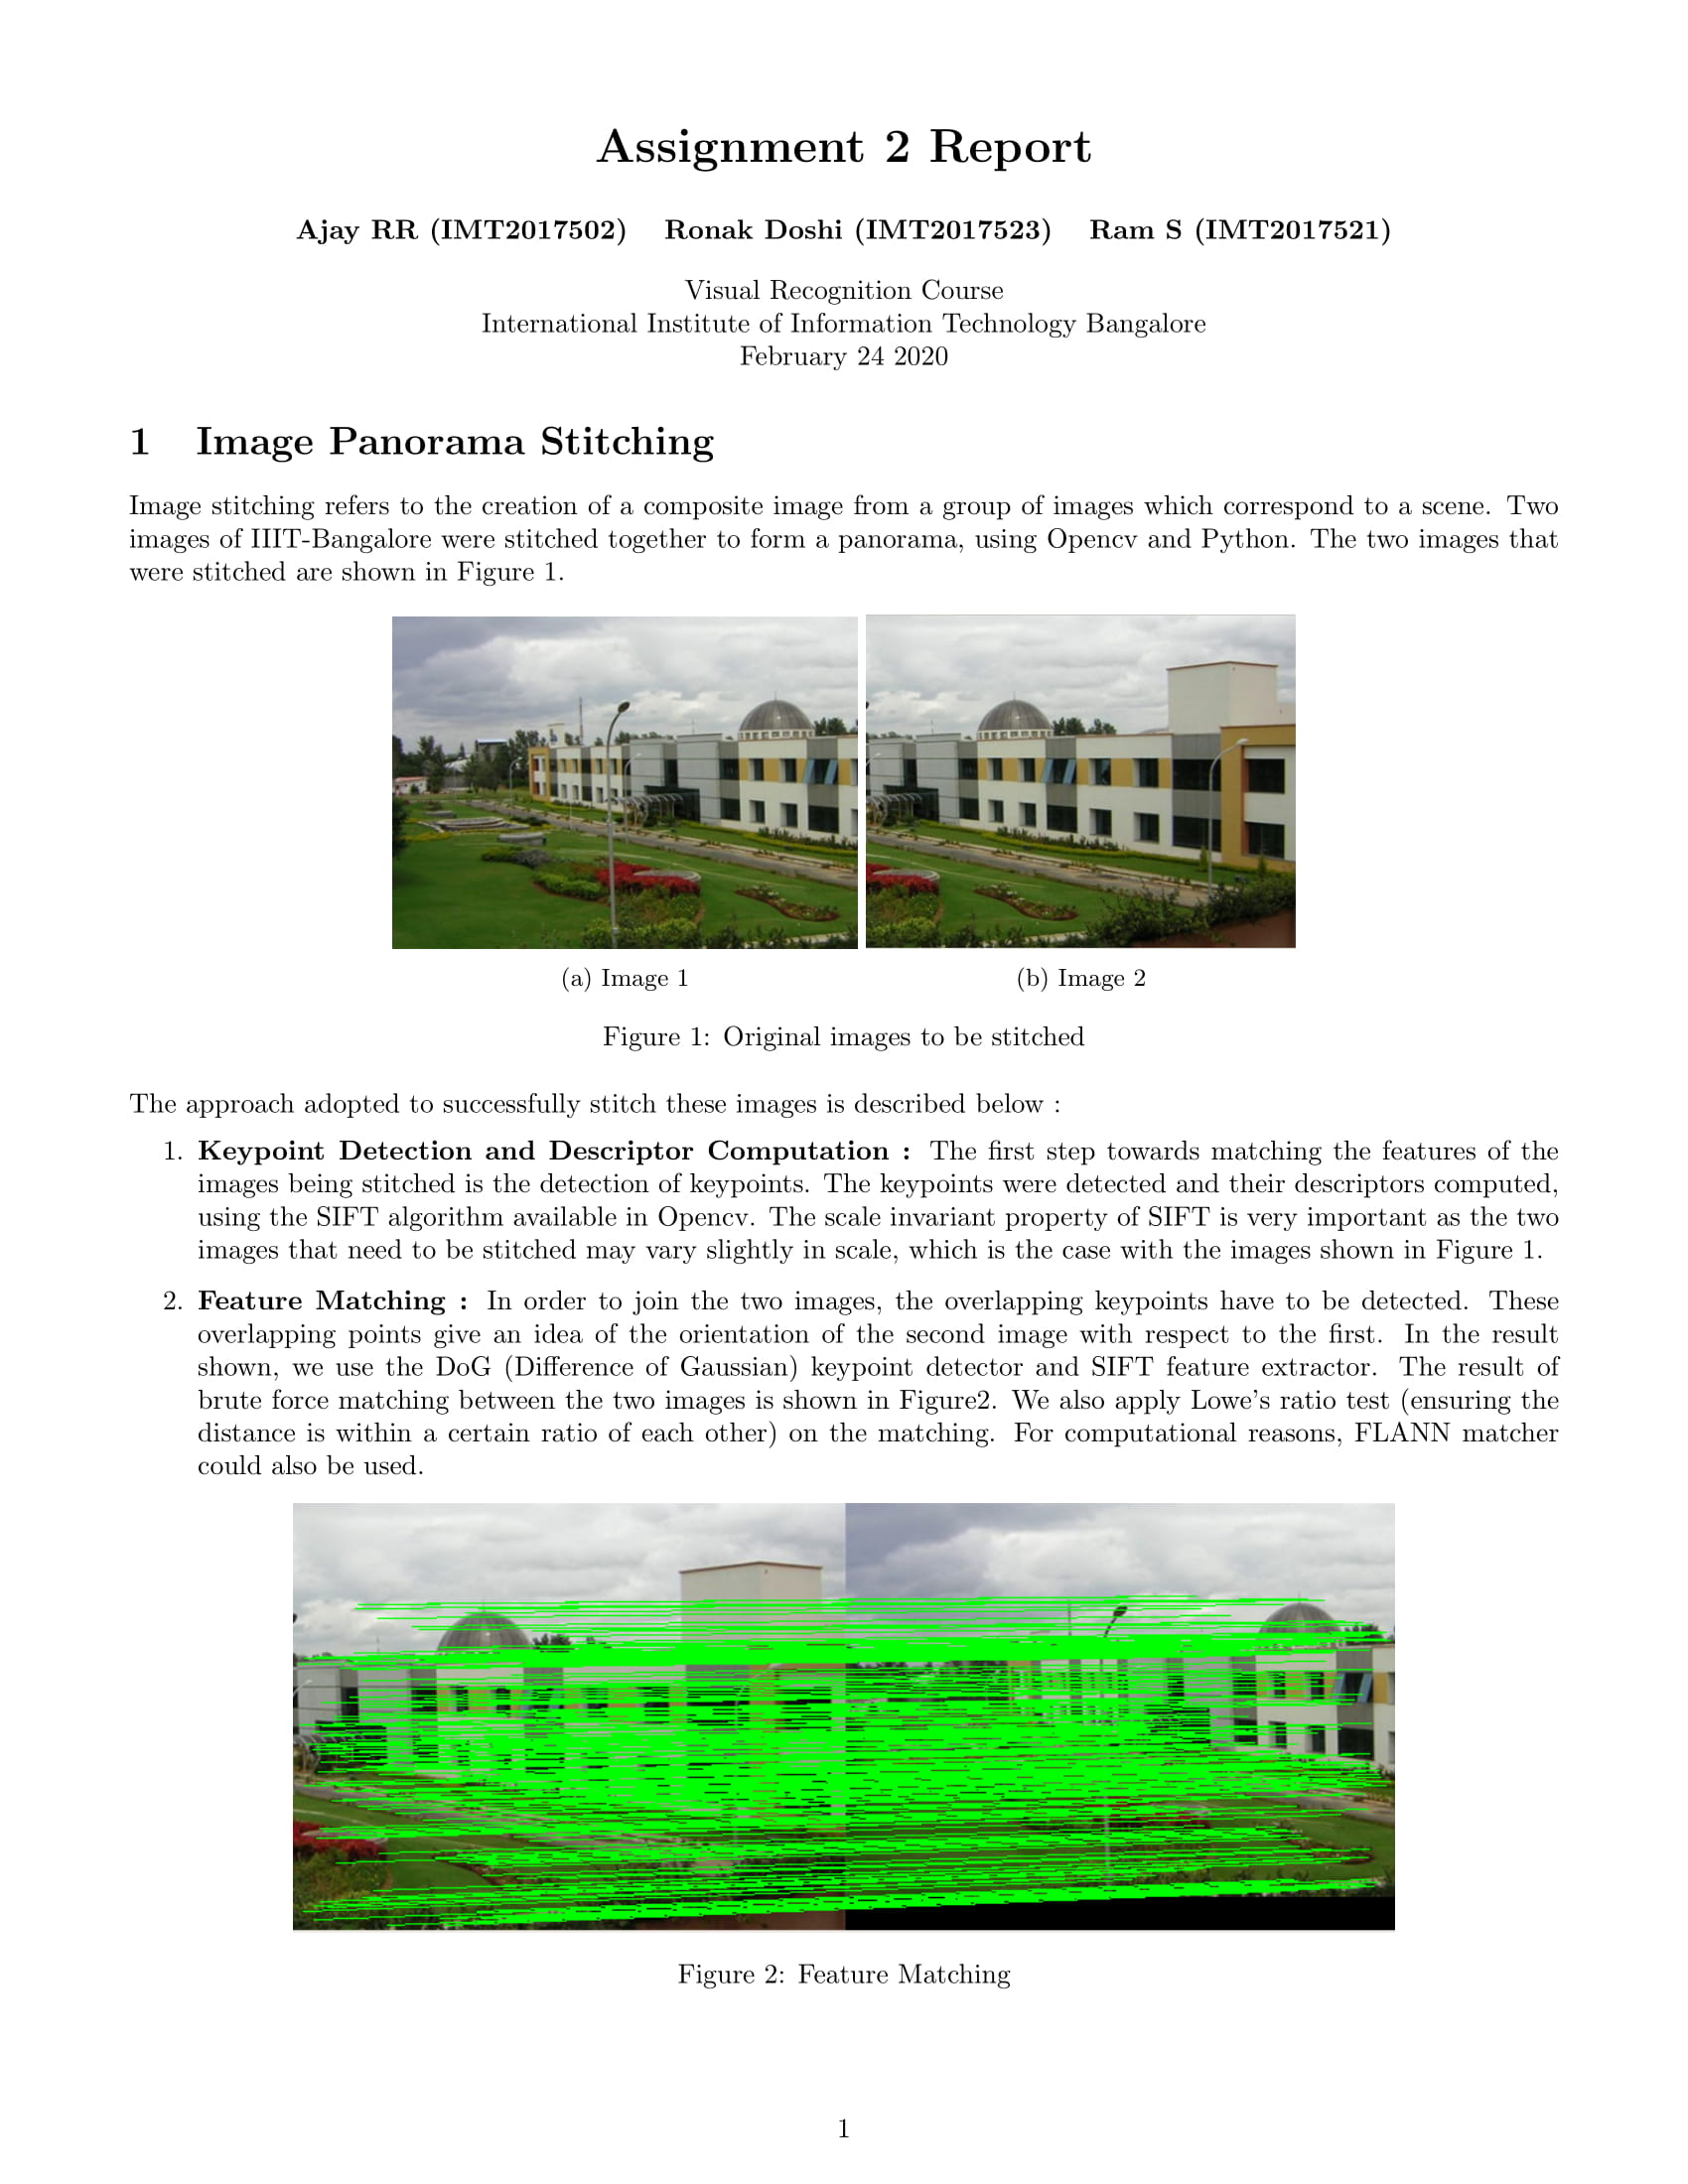 Assignment 2 Report
Ajay RR (IMT2017502) Ronak Doshi (IMT2017523) Ram S (IMT2017521)
Visual Recognition Course
International Institute of Information Technology Bangalore
February 24 2020
1 Image Panorama Stitching
Image stitching refers to the creation of a composite image from a group of images which correspond to a scene. Two
images of IIIT-Bangalore were stitched together to form a panorama, using Opencv and Python. The two images that
were stitched are shown in Figure 1.
(a) Image 1
(b) Image 2
Figure 1: Original images to be stitched
The approach adopted to successfully stitch these images is described below :
1. Keypoint Detection and Descriptor Computation : The first step towards matching the features of the
images being stitched is the detection of keypoints. The keypoints were detected and their descriptors computed,
using the SIFT algorithm available in Opencv. The scale invariant property of SIFT is very important as the two
images that need to be stitched may vary slightly in scale, which is the case with the images shown in Figure 1.
2. Feature Matching : In order to join the two images, the overlapping keypoints have to be detected. These
overlapping points give an idea of the orientation of the second image with respect to the first. In the result
shown, we use the DoG (Difference of Gaussian) keypoint detector and SIFT feature extractor. The result of
brute force matching between the two images is shown in Figure2. We also apply Lowe's ratio test (ensuring the
distance is within a certain ratio of each other) on the matching. For computational reasons, FLANN matcher
could also be used.
Figure 2: Feature Matching
1